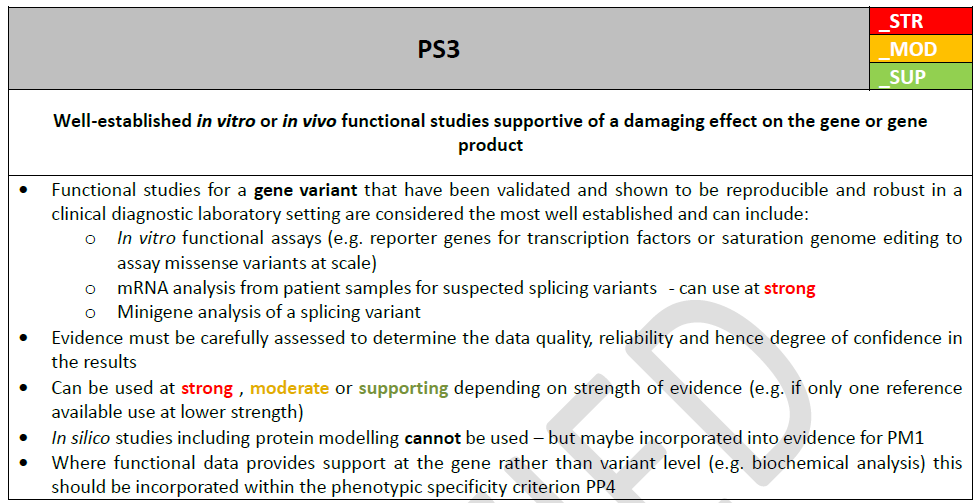 PS3
_STR
_MOD
_SUP
Well-established in vitro or in vivo functional studies supportive of a damaging effect on the gene or gene
product
• Functional studies for a gene variant that have been validated and shown to be reproducible and robust in a
clinical diagnostic laboratory setting are considered the most well established and can include:
o In vitro functional assays (e.g. reporter genes for transcription factors or saturation genome editing to
assay missense variants at scale)
o mRNA analysis from patient samples for suspected splicing variants - can use at strong
o Minigene analysis of a splicing variant
• Evidence must be carefully assessed to determine the data quality, reliability and hence degree of confidence in
the results
• Can be used at strong , moderate or supporting depending on strength of evidence (e.g. if only one reference
available use at lower strength)
• In silico studies including protein modelling cannot be used – but maybe incorporated into evidence for PM1
• Where functional data provides support at the gene rather than variant level (e.g. biochemical analysis) this
should be incorporated within the phenotypic specificity criterion PP4